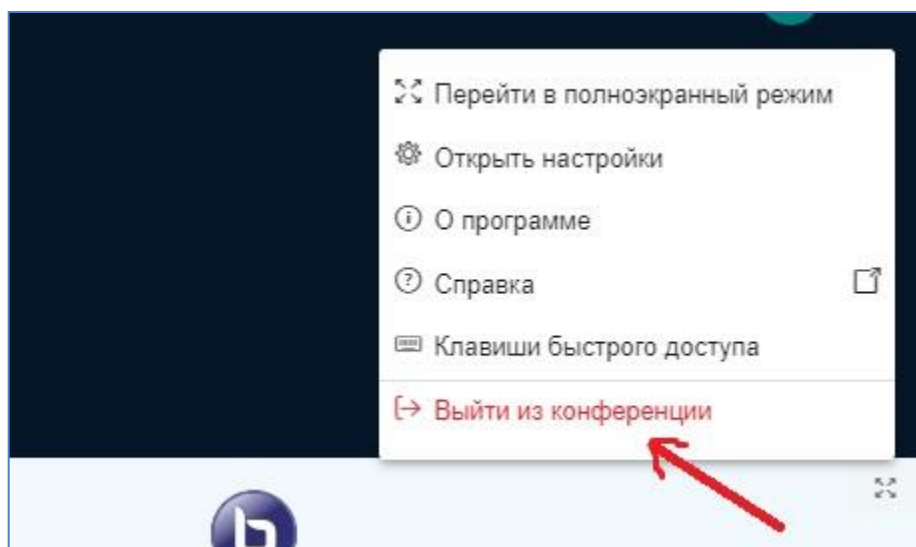 Перейти в полноэкранный режим
Открыть настройки
О программе
Справка
Клавиши быстрого доступа
Выйти из конференции